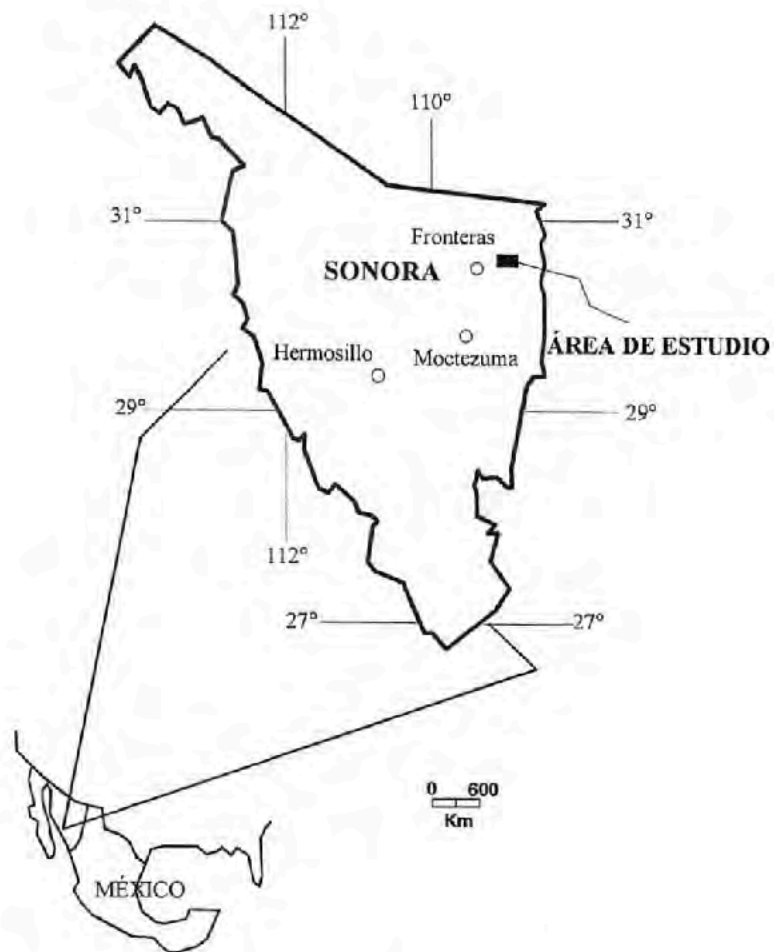 112°
110°
31°
31°
Fronteras
SONORA
ÁREA DE ESTUDIO
Hermosillo
Moctezuma
29°
29°
112°
27°
27°
0 600
Km
MÉXICO